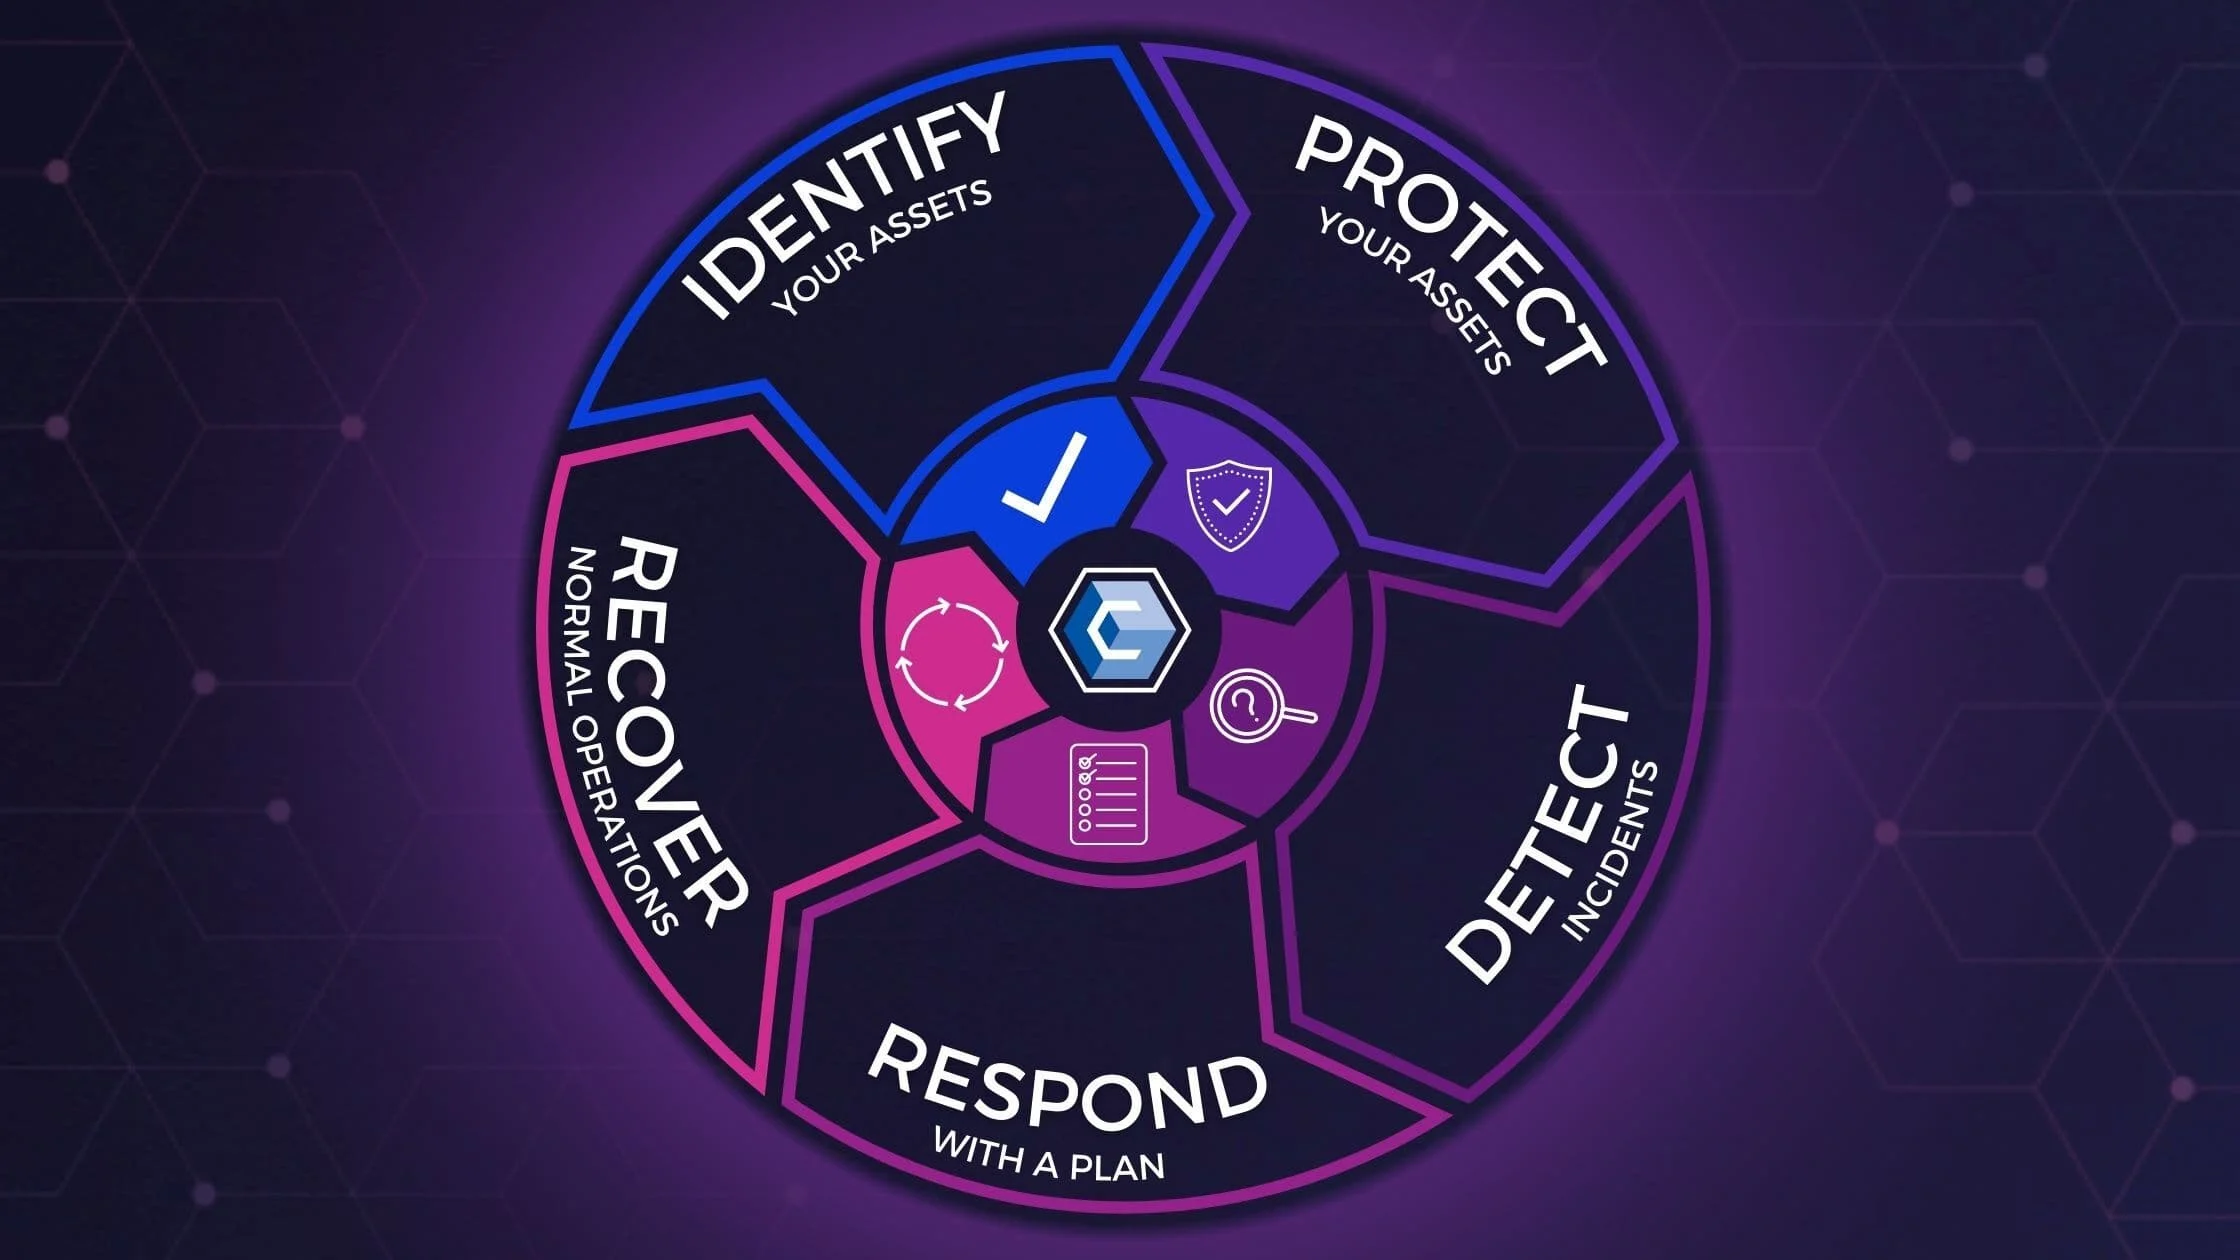 IDENTIFY
YOUR ASSETS
PROTECT
YOUR ASSETS
DETECT
INCIDENTS
RESPOND
WITH A PLAN
RECOVER
NORMAL OPERATIONS